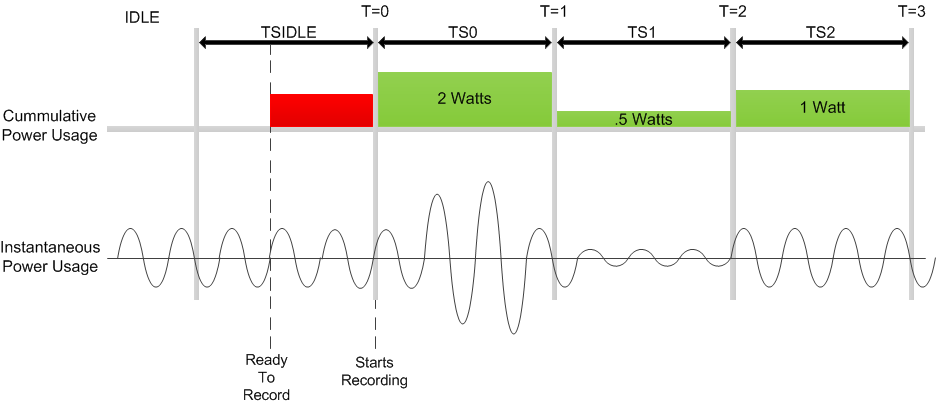 IDLE
T=0
T=1
T=2
T=3
TSIDLE
TS0
TS1
TS2
Cummulative
Power Usage
2 Watts
.5 Watts
1 Watt
Instantaneous
Power Usage
Ready
To
Record
Starts
Recording